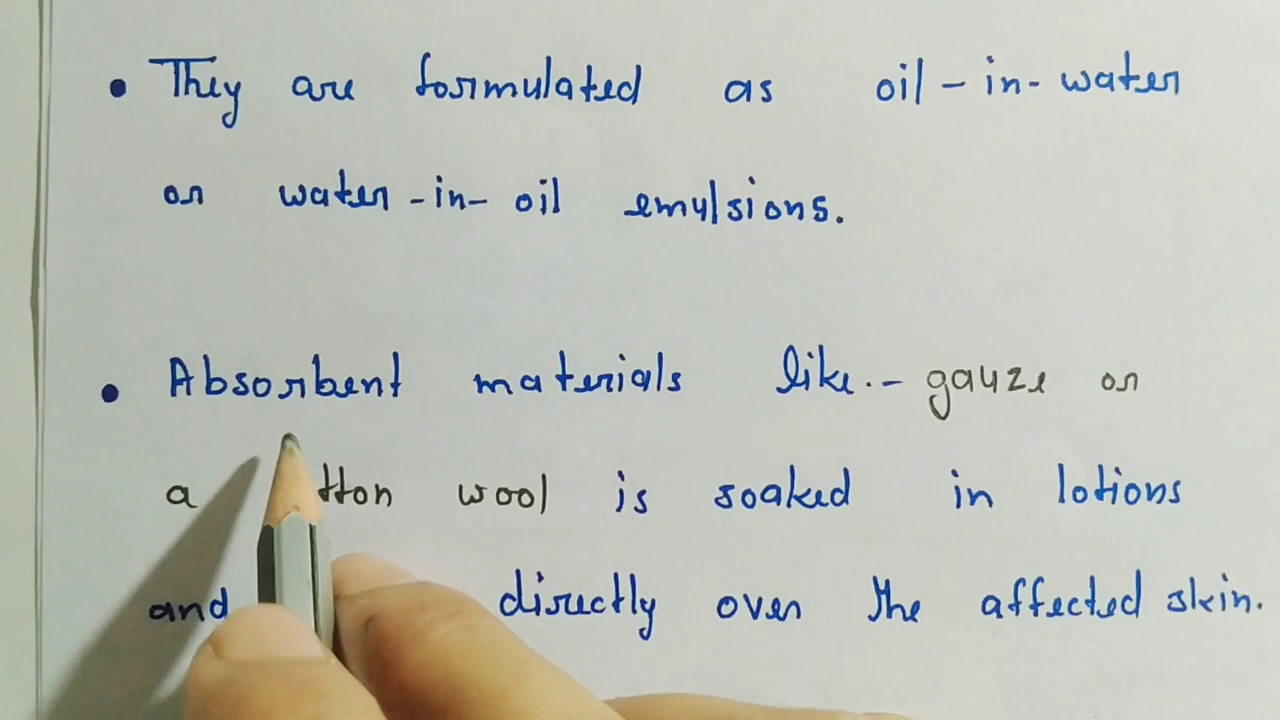 • They are formulated as oil-in-water
or water-in-oil emulsions.
• Absorbent materials like.- gauze or
a tton wool is soaked in lotions
and directly over the affected skin.